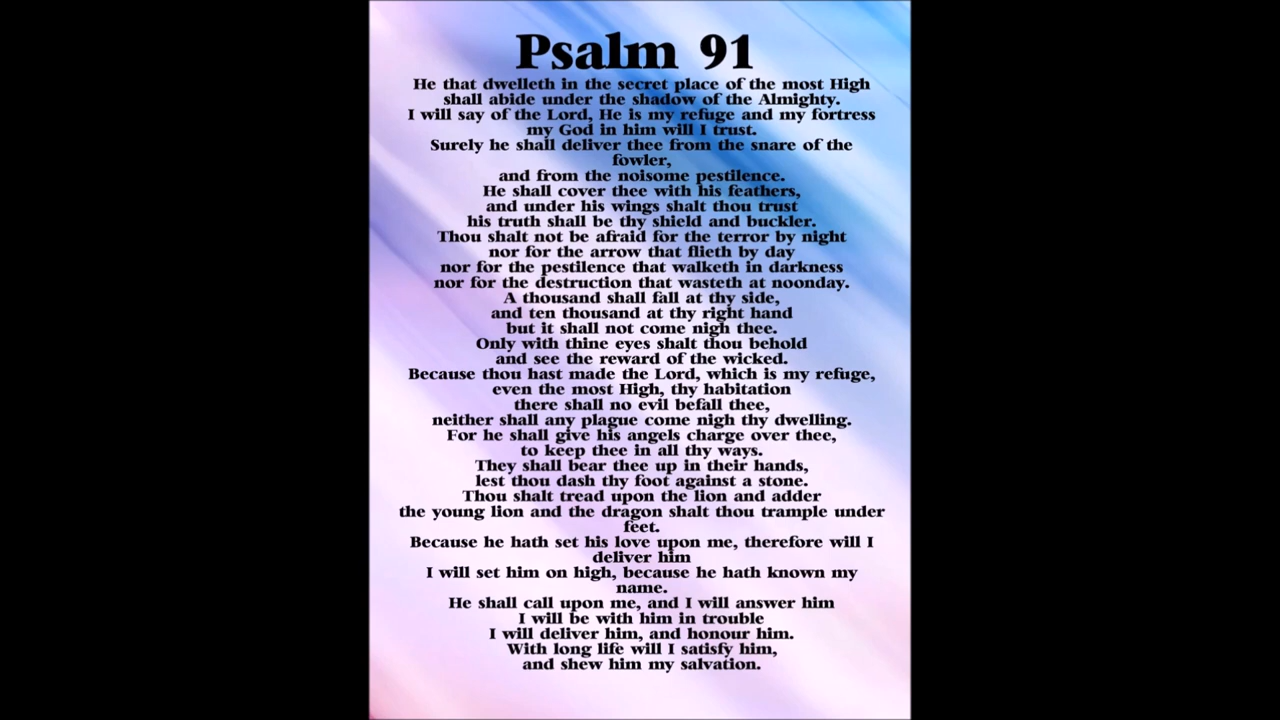 Psalm 91
He that dwelleth in the secret place of the most High
shall abide under the shadow of the Almighty.
I will say of the Lord, He is my refuge and my fortress
my God in him will I trust.
Surely he shall deliver thee from the snare of the
fowler,
and from the noisome pestilence.
He shall cover thee with his feathers,
and under his wings shalt thou trust
his truth shall be thy shield and buckler.
Thou shalt not be afraid for the terror by night
nor for the arrow that flieth by day
nor for the pestilence that walketh in darkness
nor for the destruction that wasteth at noonday.
A thousand shall fall at thy side,
and ten thousand at thy right hand
but it shall not come nigh thee.
Only with thine eyes shalt thou behold
and see the reward of the wicked.
Because thou hast made the Lord, which is my refuge,
even the most High, thy habitation
there shall no evil befall thee,
neither shall any plague come nigh thy dwelling.
For he shall give his angels charge over thee,
to keep thee in all thy ways.
They shall bear thee up in their hands,
lest thou dash thy foot against a stone.
Thou shalt tread upon the lion and adder
the young lion and the dragon shalt thou trample under
feet.
Because he hath set his love upon me, therefore will I
deliver him
I will set him on high, because he hath known my
name.
He shall call upon me, and I will answer him
I will be with him in trouble
I will deliver him, and honour him.
With long life will I satisfy him,
and shew him my salvation.